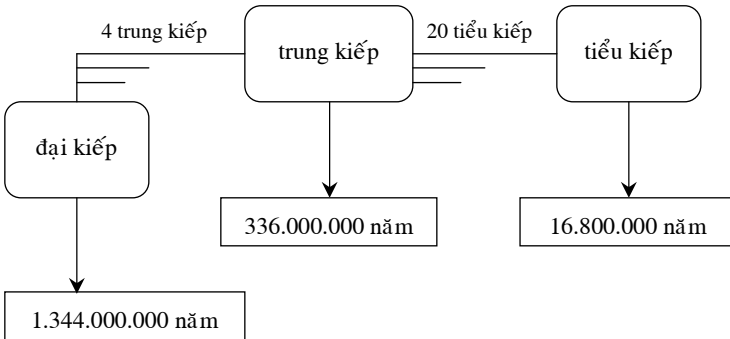 4 trung kiếp
trung kiếp
20 tiểu kiếp
tiểu kiếp
đại kiếp
336.000.000 năm
16.800.000 năm
1.344.000.000 năm